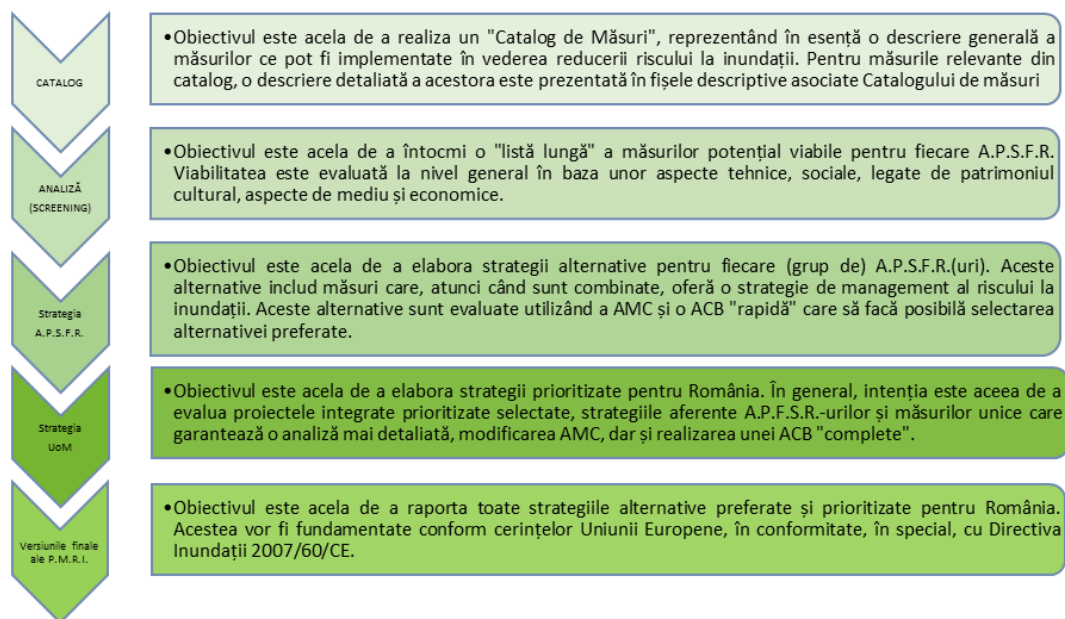 CATALOG
•Obiectivul este acela de a realiza un "Catalog de Măsuri", reprezentând în esență o descriere generală a
măsurilor ce pot fi implementate în vederea reducerii riscului la inundații. Pentru măsurile relevante din
catalog, o descriere detaliată a acestora este prezentată în fișele descriptive asociate Catalogului de măsuri
ANALIZĂ
(SCREENING)
•Obiectivul este acela de a întocmi o "listă lungă" a măsurilor potențial viabile pentru fiecare A.P.S.F.R.
Viabilitatea este evaluată la nivel general în baza unor aspecte tehnice, sociale, legate de patrimoniul
cultural, aspecte de mediu și economice.
Strategia
A.P.S.F.R.
•Obiectivul este acela de a elabora strategii alternative pentru fiecare (grup de) A.P.S.F.R.(uri). Aceste
alternative includ măsuri care, atunci când sunt combinate, oferă o strategie de management al riscului la
inundații. Aceste alternative sunt evaluate utilizând a AMC și o ACB "rapidă" care să facă posibilă selectarea
alternativei preferate.
Strategia
UoM
•Obiectivul este acela de a elabora strategii prioritizate pentru România. În general, intenția este aceea de a
evalua proiectele integrate prioritizate selectate, strategiile aferente A.P.F.S.R.-urilor și măsurilor unice care
garantează o analiză mai detaliată, modificarea AMC, dar și realizarea unei ACB "complete".
Versiunile finale
ale P.M.R.I.
•Obiectivul este acela de a raporta toate strategiile alternative preferate și prioritizate pentru România.
Acestea vor fi fundamentate conform cerințelor Uniunii Europene, în conformitate, în special, cu Directiva
Inundații 2007/60/CE.